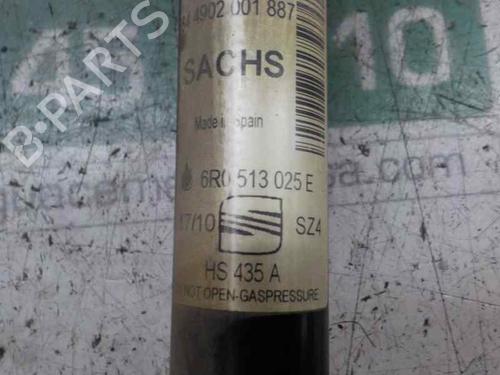 4902 001 887
SACHS
Made in Spain
6R0 513 025 E
17/10 SZ4
HS 435 A
NOT OPEN-GASPRESSURE
B-PARTS
45 10